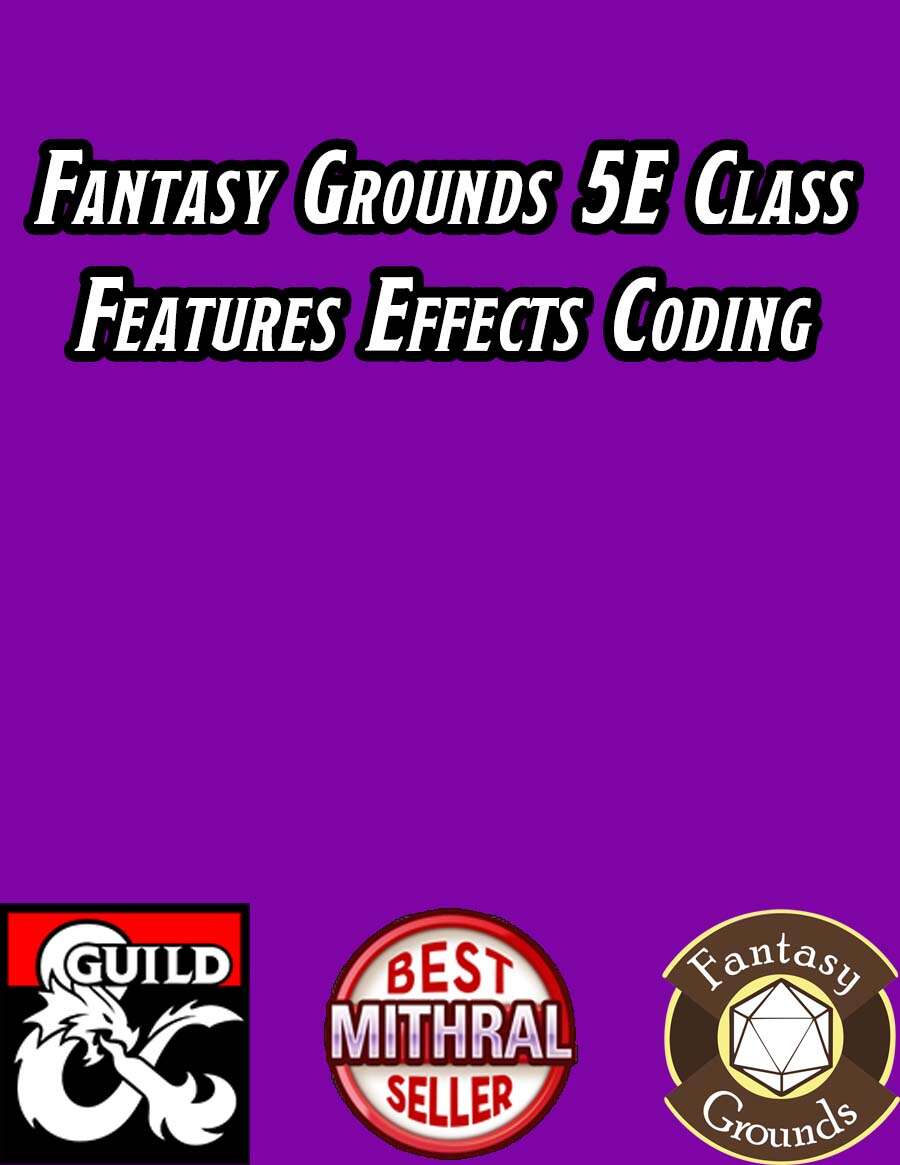 Fantasy Grounds 5E Class
Features Effects Coding
GUILD
BEST
MITHRAL
SELLER
Fantasy
Grounds